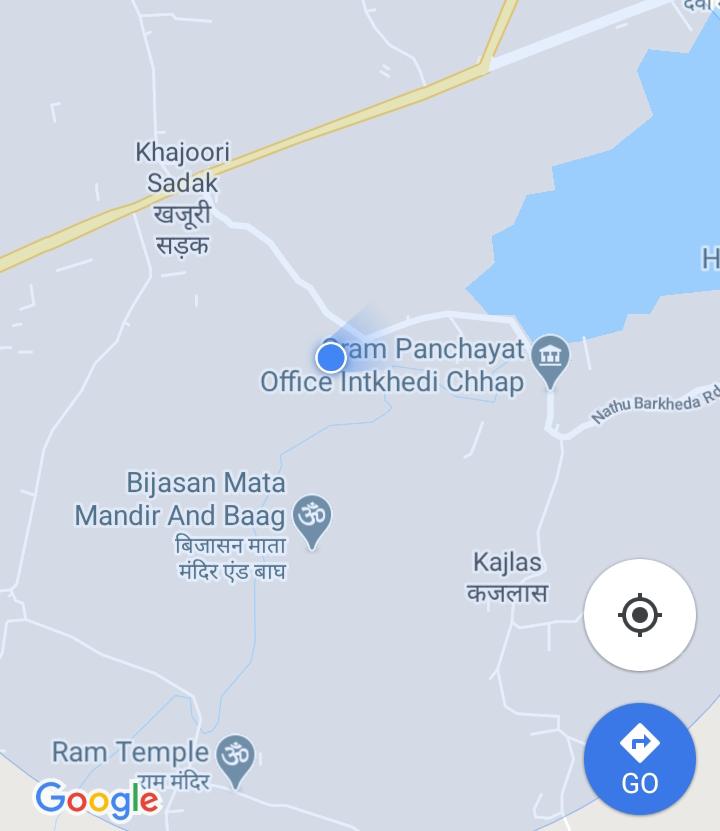 Khajoori
Sadak
खजूरी
सड़क
Gram Panchayat
Office Intkhedi Chhap
Nathu Barkheda Rd
Bijasan Mata
Mandir And Baag
बिजासन माता
मंदिर एंड बाघ
Kajlas
कजलास
Ram Temple
राम मंदिर
GO
Google